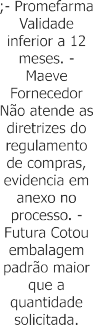 ;- Promefarma
Validade
inferior a 12
meses. -
Maeve
Fornecedor
Não atende as
diretrizes do
regulamento
de compras,
evidencia em
anexo no
processo. -
Futura Cotou
embalagem
padrão maior
que a
quantidade
solicitada.